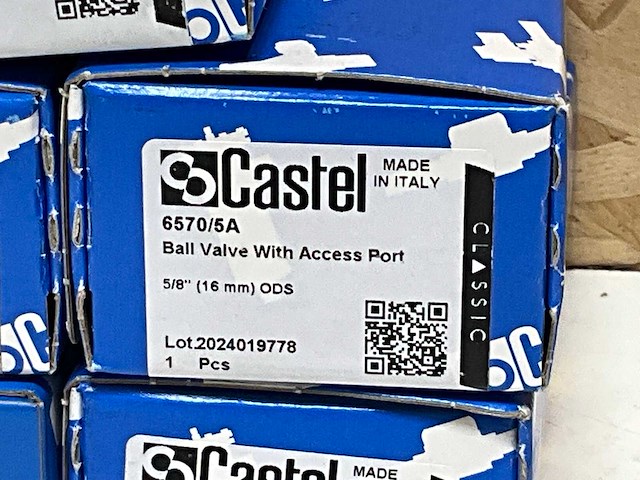 Castel
MADE
IN ITALY
6570/5A
Ball Valve With Access Port
5/8" (16 mm) ODS
Lot.2024019778
1 Pcs
CLASSIC
Castel
MADE